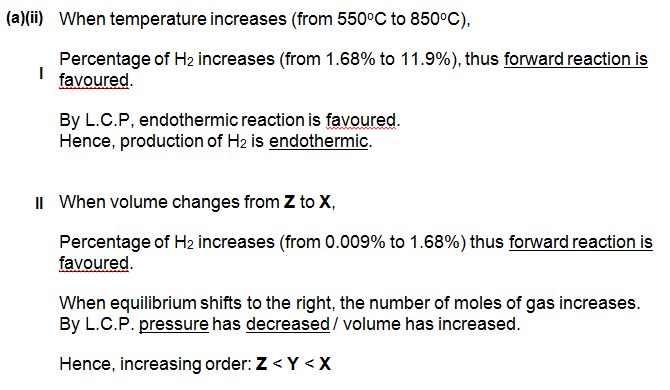 (a)(ii) When temperature increases (from 550ºC to 850ºC),
Percentage of H2 increases (from 1.68% to 11.9%), thus forward reaction is
I favoured.
By L.C.P, endothermic reaction is favoured.
Hence, production of H2 is endothermic.
II When volume changes from Z to X,
Percentage of H2 increases (from 0.009% to 1.68%) thus forward reaction is
favoured.
When equilibrium shifts to the right, the number of moles of gas increases.
By L.C.P. pressure has decreased / volume has increased.
Hence, increasing order: Z < Y < X